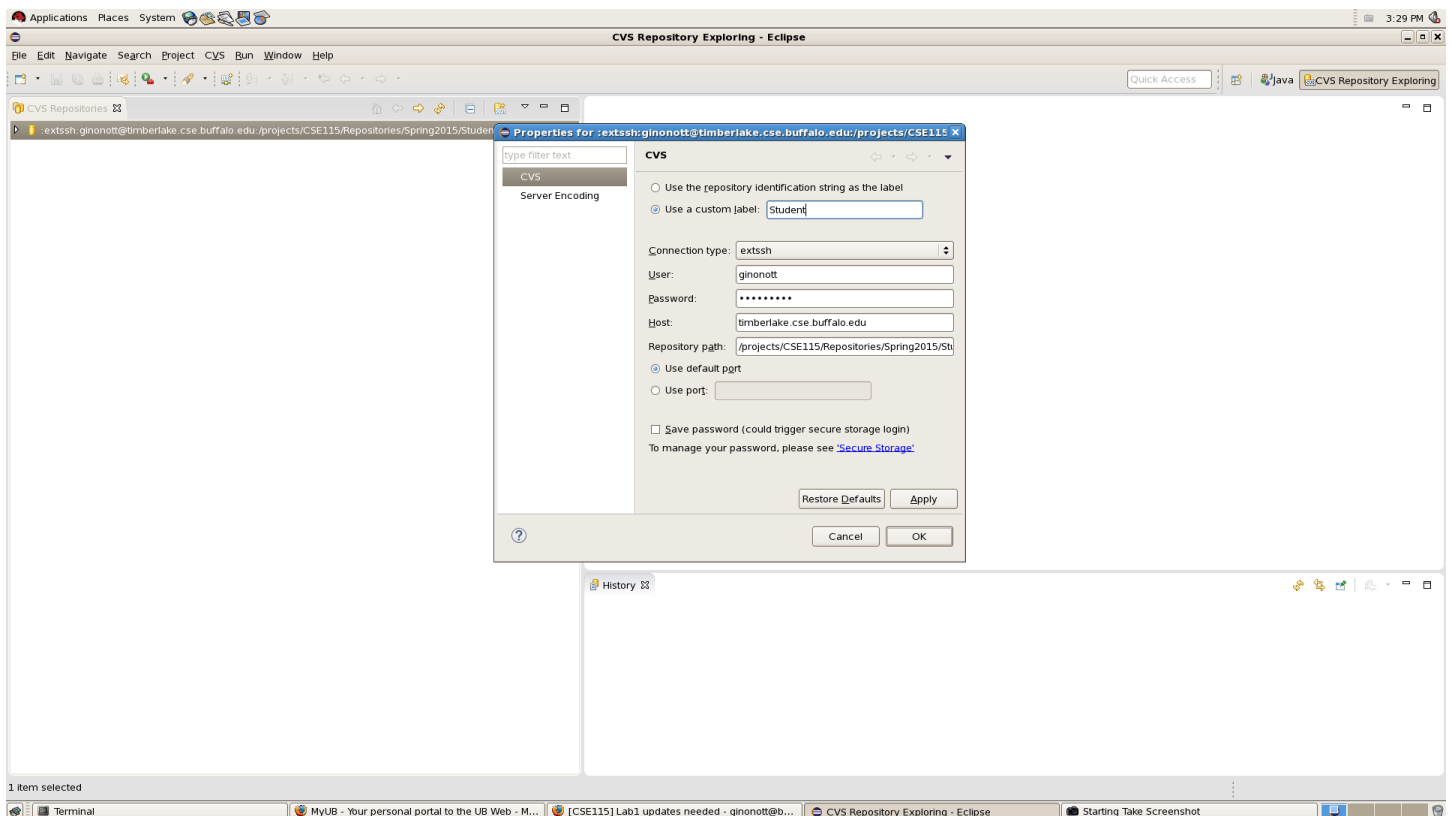 Applications Places System 3:29 PM
CVS Repository Exploring - Eclipse
File Edit Navigate Search Project CVS Run Window Help
Quick Access Java CVS Repository Exploring
CVS Repositories
:extssh:ginonott@timberlake.cse.buffalo.edu:/projects/CSE115/Repositories/Spring2015/Studen
Properties for :extssh:ginonott@timberlake.cse.buffalo.edu:/projects/CSE115
type filter text
CVS
Server Encoding
CVS
Use the repository identification string as the label
Use a custom label: Student
Connection type: extssh
User: ginonott
Password: •••••••••
Host: timberlake.cse.buffalo.edu
Repository path: /projects/CSE115/Repositories/Spring2015/Stu
Use default port
Use port:
Save password (could trigger secure storage login)
To manage your password, please see 'Secure Storage'
Restore Defaults Apply
? Cancel OK
History
1 item selected
Terminal MyUB - Your personal portal to the UB Web - M... [CSE115] Lab1 updates needed - ginonott@b... CVS Repository Exploring - Eclipse Starting Take Screenshot